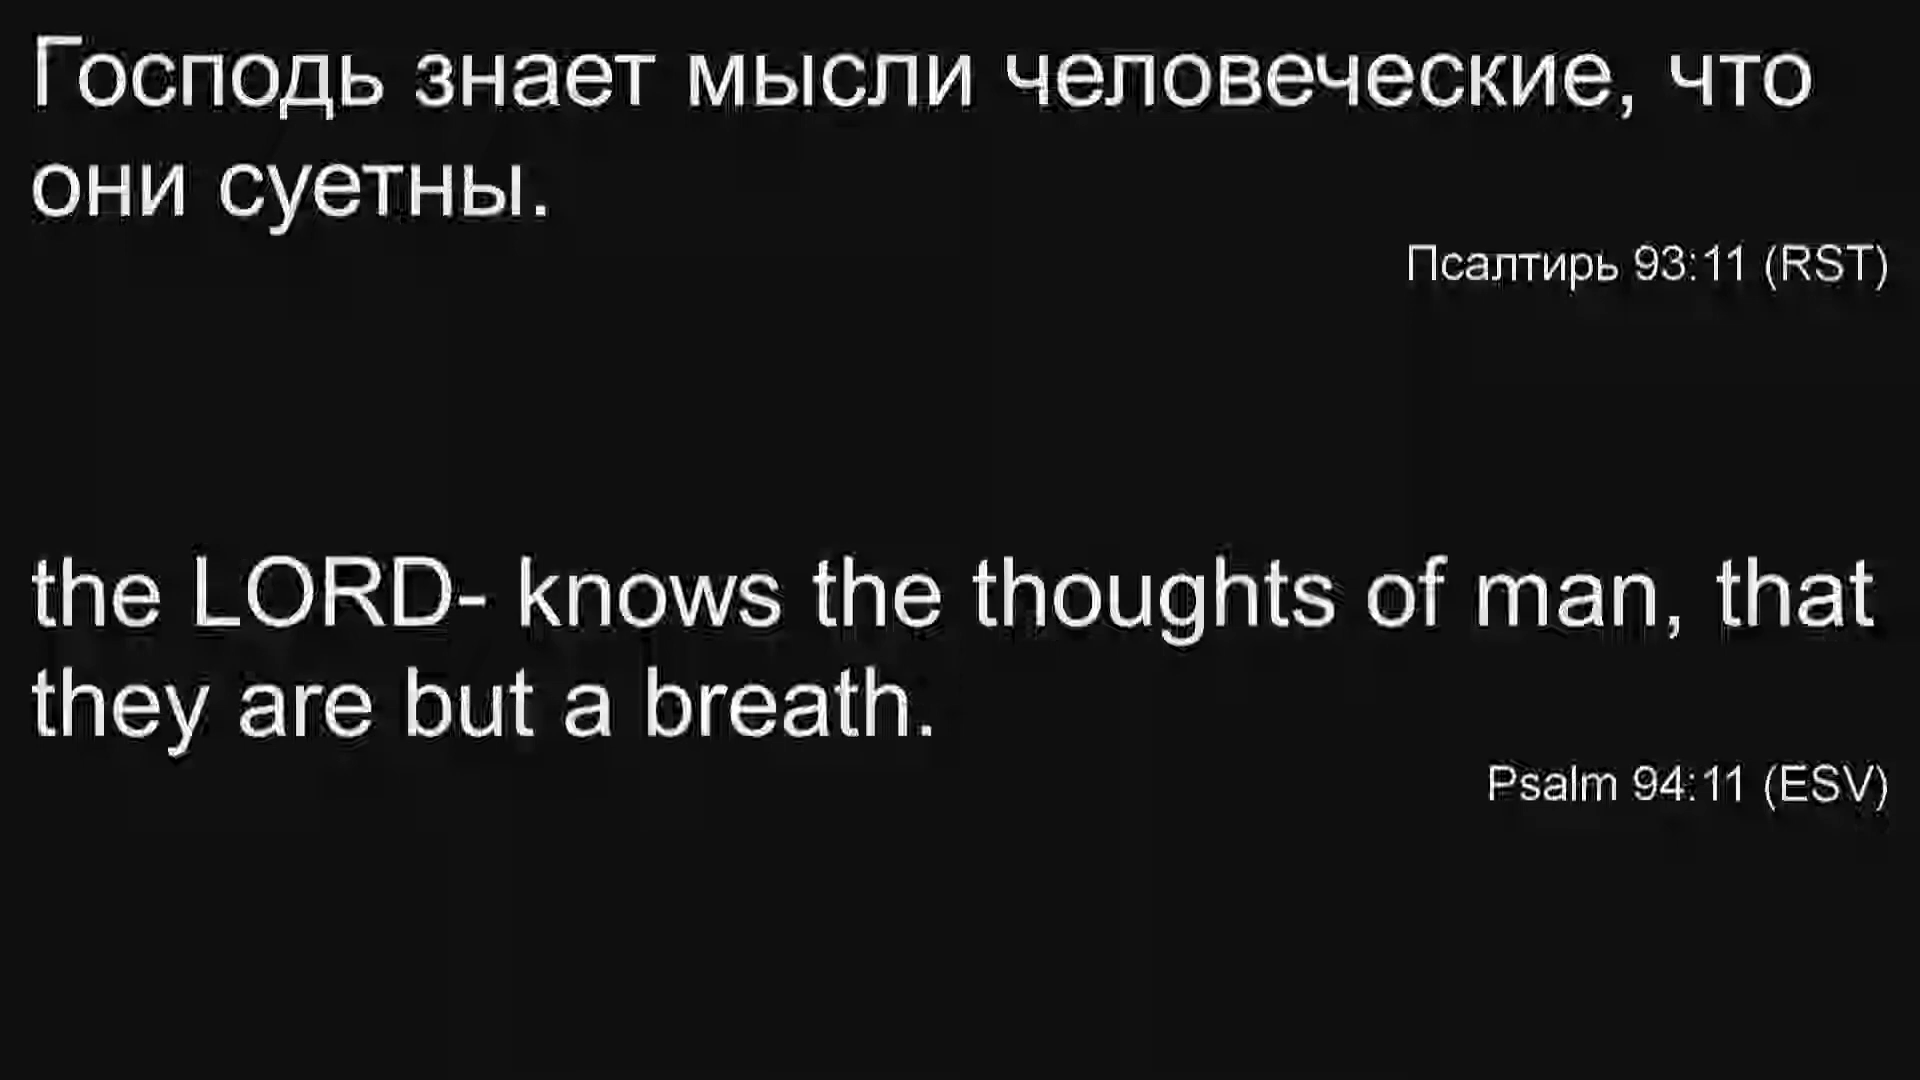 Господь знает мысли человеческие, что
они суетны.
Псалтирь 93:11 (RST)
the LORD- knows the thoughts of man, that
they are but a breath.
Psalm 94:11 (ESV)